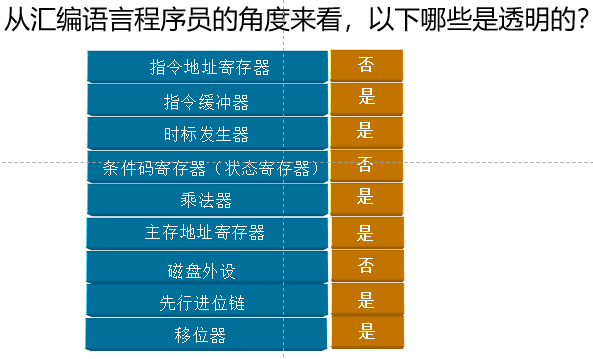 从汇编语言程序员的角度来看，以下哪些是透明的？
指令地址寄存器 否
指令缓冲器 是
时标发生器 是
条件码寄存器（状态寄存器） 否
乘法器 是
主存地址寄存器 是
磁盘外设 否
先行进位链 是
移位器 是